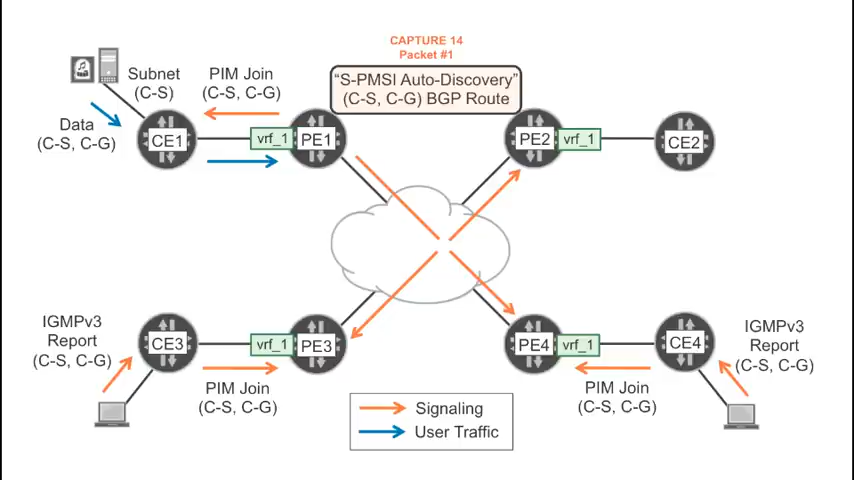 CAPTURE 14
Packet #1
Subnet
(C-S)
PIM Join
(C-S, C-G)
“S-PMSI Auto-Discovery”
(C-S, C-G) BGP Route
Data
(C-S, C-G)
CE1
vrf_1
PE1
PE2
vrf_1
CE2
IGMPv3
Report
(C-S, C-G)
CE3
vrf_1
PE3
PE4
vrf_1
CE4
IGMPv3
Report
(C-S, C-G)
PIM Join
(C-S, C-G)
PIM Join
(C-S, C-G)
Signaling
User Traffic